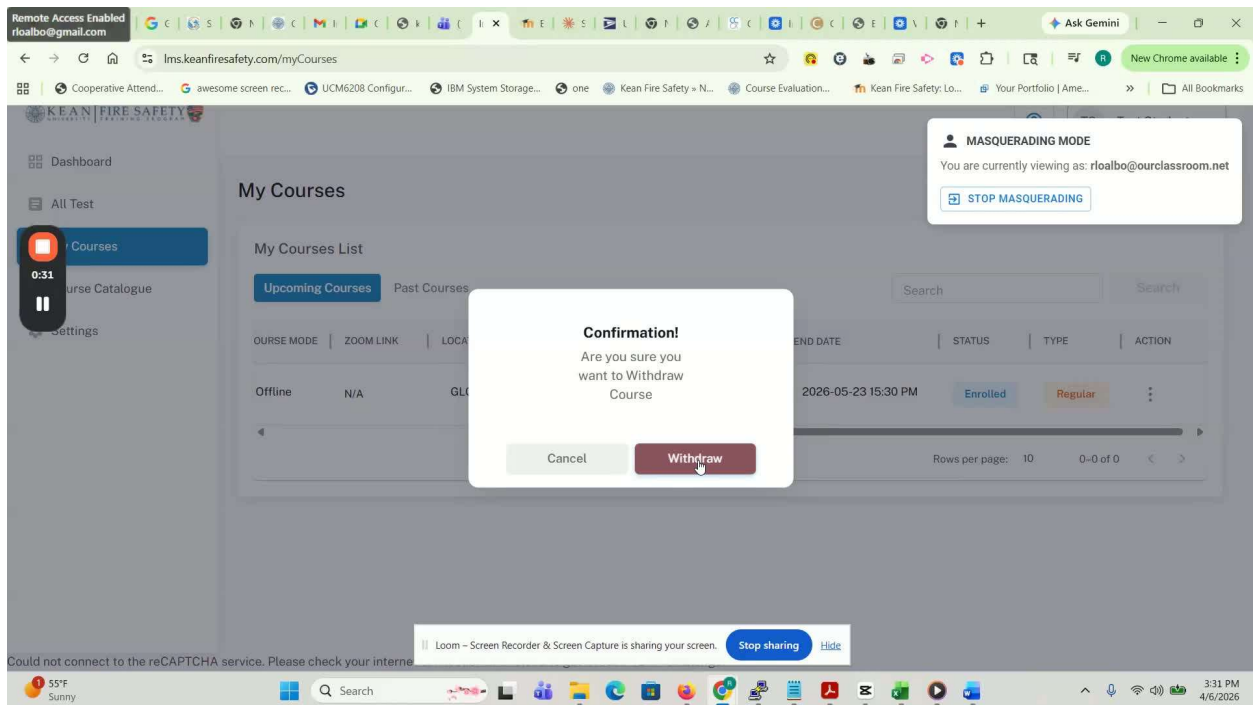 Remote Access Enabled
rloalbo@gmail.com
Ask Gemini
lms.keanfiresafety.com/myCourses
New Chrome available
Cooperative Attend...
awesome screen rec...
UCM6208 Configur...
IBM System Storage...
one
Kean Fire Safety » N...
Course Evaluation...
Kean Fire Safety: Lo...
Your Portfolio | Ame...
All Bookmarks
KEAN FIRE SAFETY
UNIVERSITY TRAINING PROGRAM
Dashboard
All Test
Courses
urse Catalogue
Settings
0:31
MASQUERADING MODE
You are currently viewing as: rloalbo@ourclassroom.net
STOP MASQUERADING
My Courses
My Courses List
Upcoming Courses
Past Courses
Search
Search
OURSE MODE
ZOOM LINK
LOCA
END DATE
STATUS
TYPE
ACTION
Offline
N/A
GLO
2026-05-23 15:30 PM
Enrolled
Regular
Rows per page: 10
0-0 of 0
Confirmation!
Are you sure you
want to Withdraw
Course
Cancel
Withdraw
Loom – Screen Recorder & Screen Capture is sharing your screen.
Stop sharing
Hide
Could not connect to the reCAPTCHA service. Please check your interne
1
55°F
Sunny
Search
3:31 PM
4/6/2026